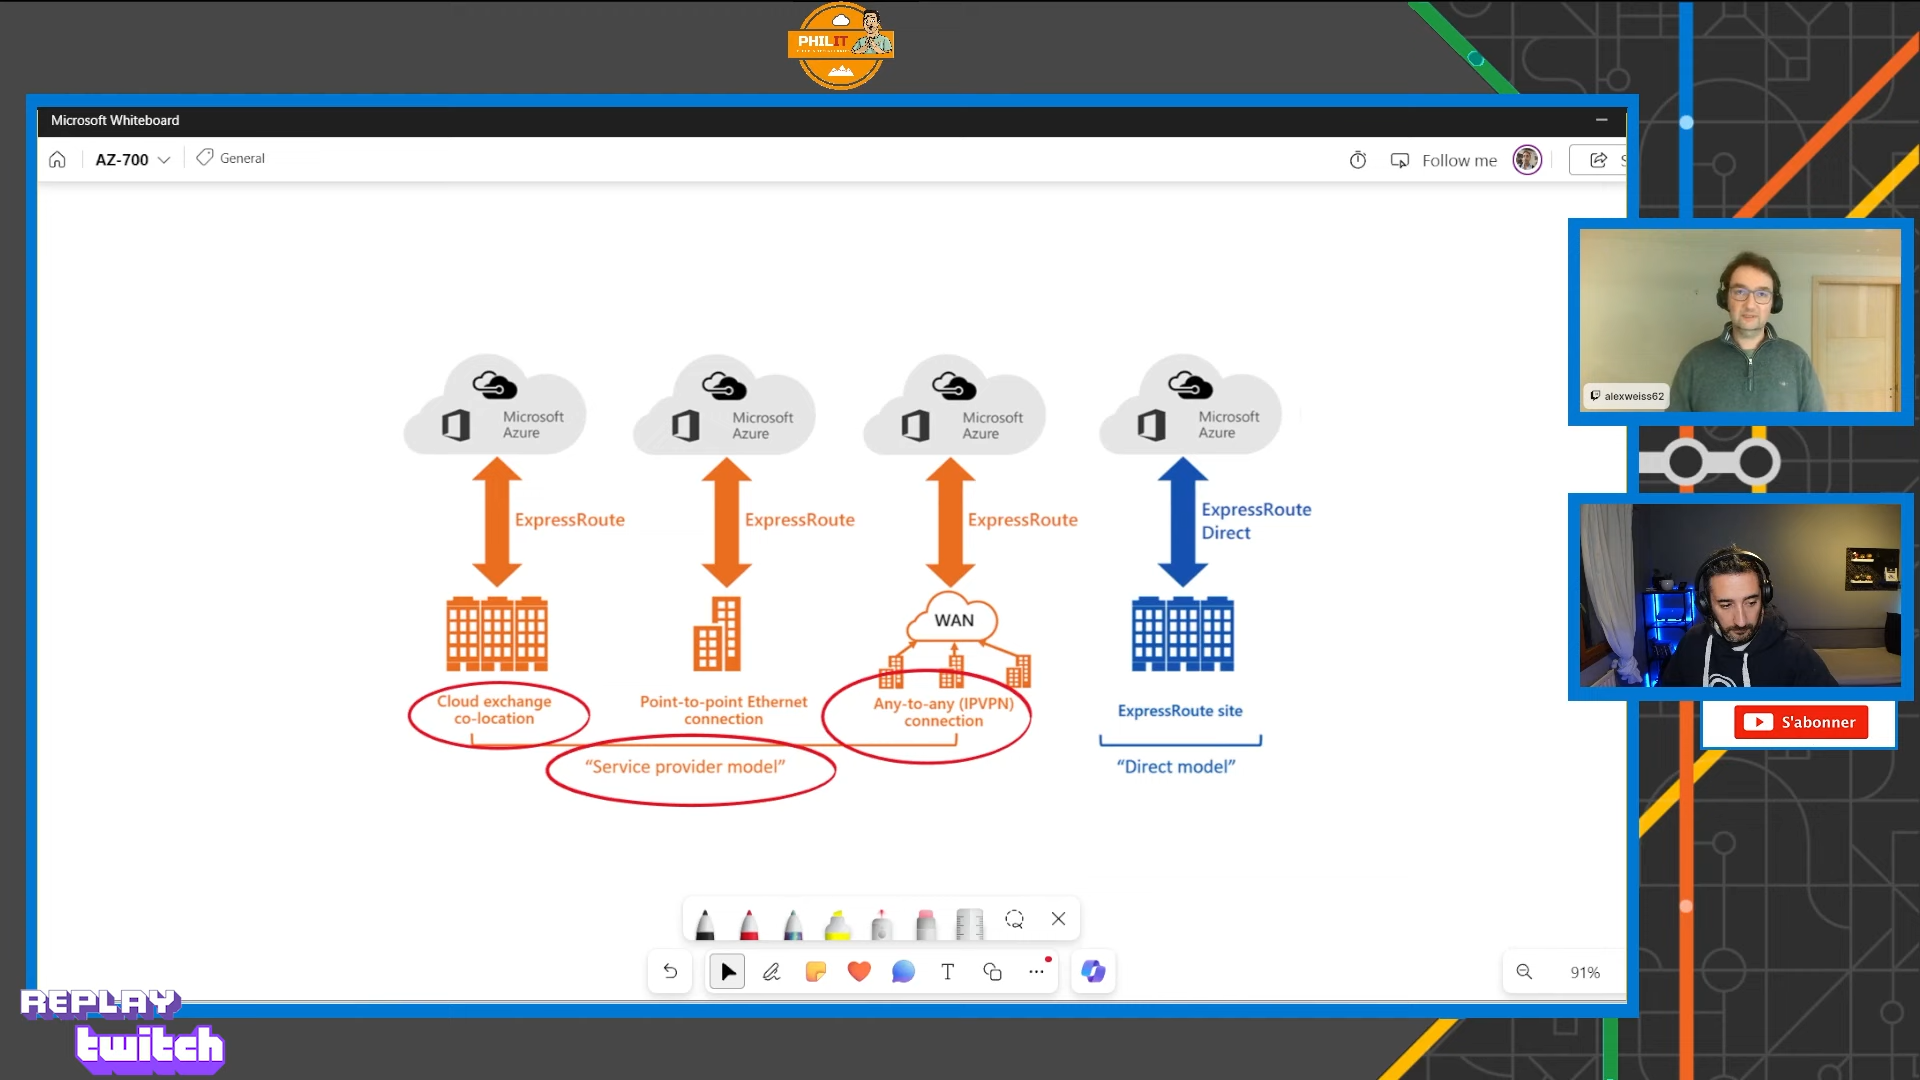 PHILIT
Microsoft Whiteboard
AZ-700
General
Follow me
Microsoft
Azure
Microsoft
Azure
Microsoft
Azure
Microsoft
Azure
ExpressRoute
ExpressRoute
ExpressRoute
ExpressRoute
Direct
WAN
Cloud exchange
co-location
Point-to-point Ethernet
connection
Any-to-any (IPVPN)
connection
ExpressRoute site
“Service provider model”
“Direct model”
alexweiss62
S'abonner
T
91%
REPLAY
twitch